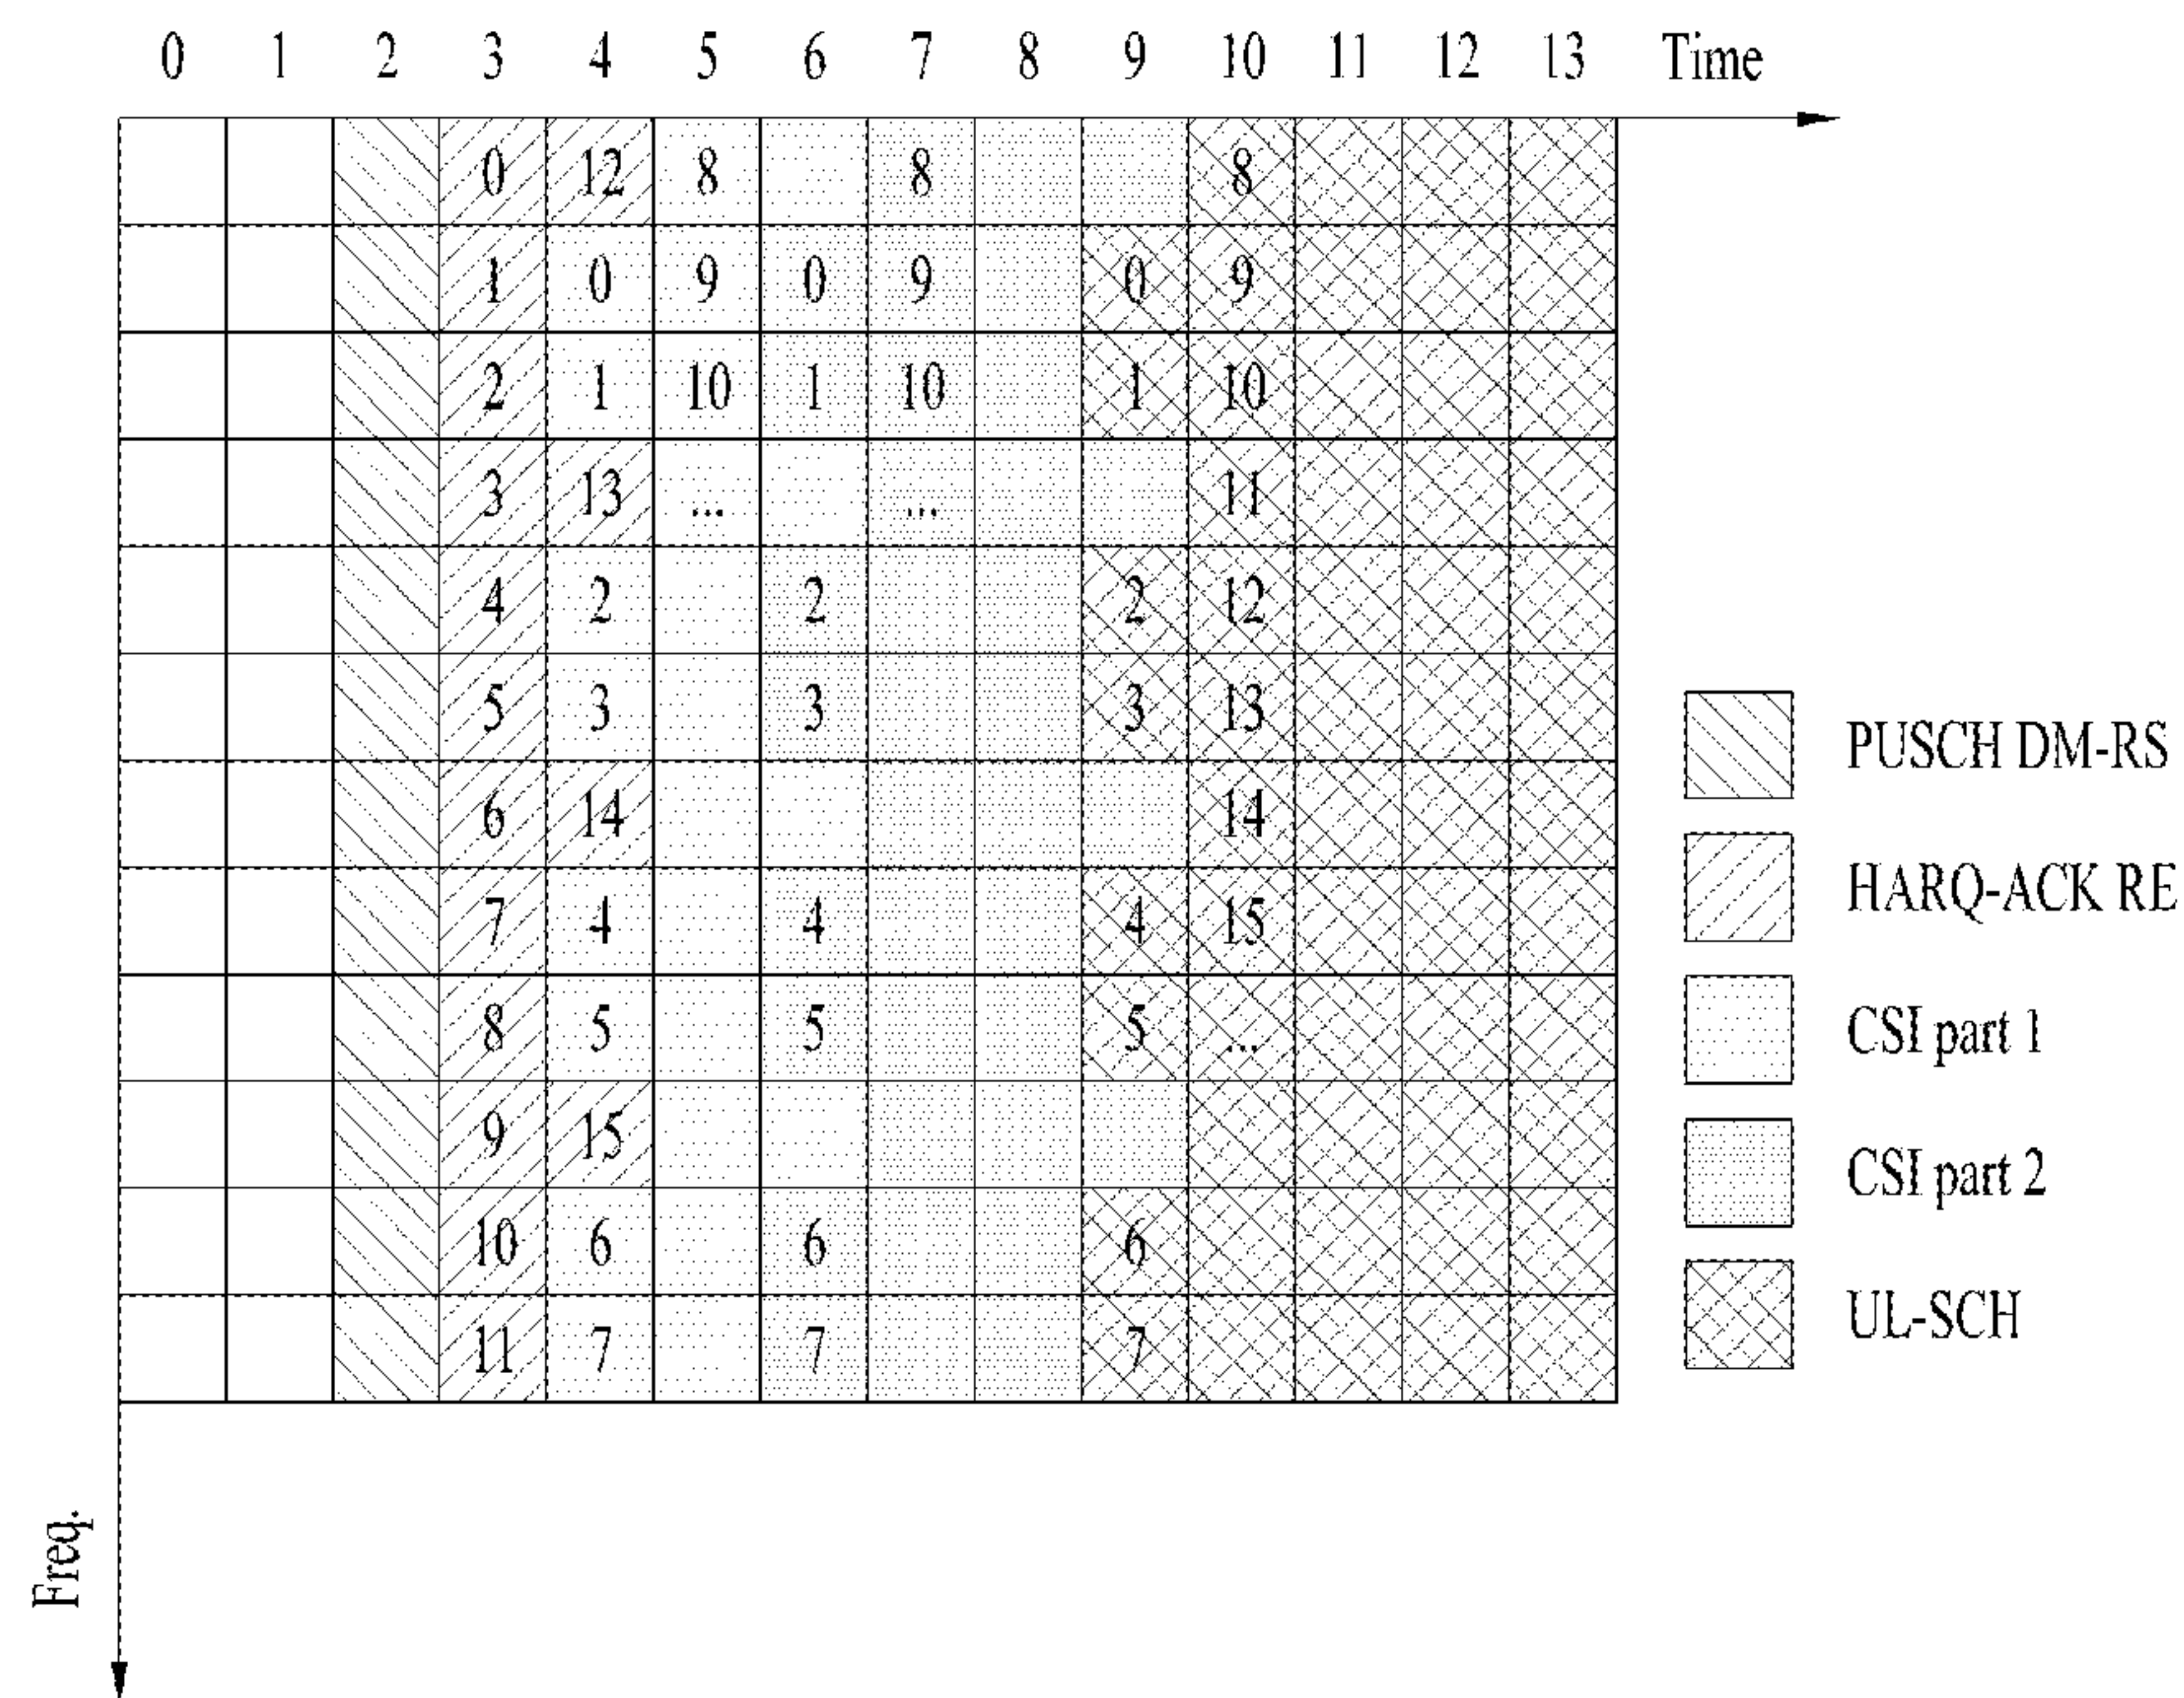 0 1 2 3 4 5 6 7 8 9 10 11 12 13 Time
0 12 8 8 8
1 0 9 0 9 0 9
2 1 10 1 10 1 10
3 13 ... ... 11
4 2 2 2 12
5 3 3 3 13
6 14 14
7 4 4 4 15
8 5 5 5 ...
9 15
10 6 6 6
11 7 7 7
PUSCH DM-RS
HARQ-ACK RE
CSI part 1
CSI part 2
UL-SCH
Freq.